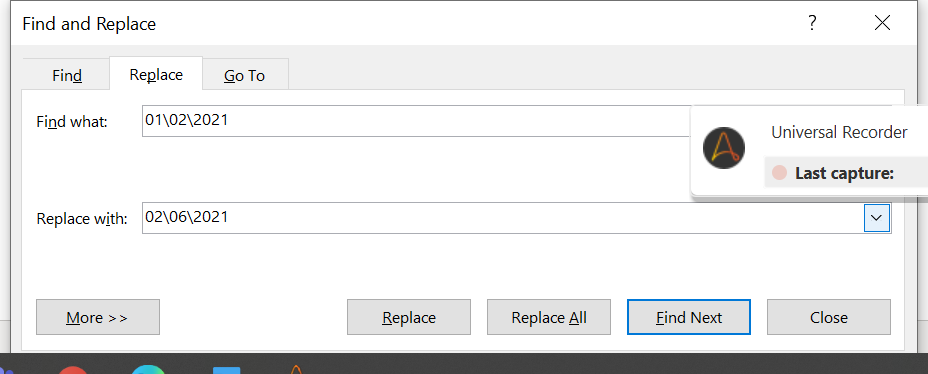 Find and Replace
?
Find
Replace
Go To
Find what:
01\02\2021
Universal Recorder
Last capture:
Replace with:
02\06\2021
More >>
Replace
Replace All
Find Next
Close